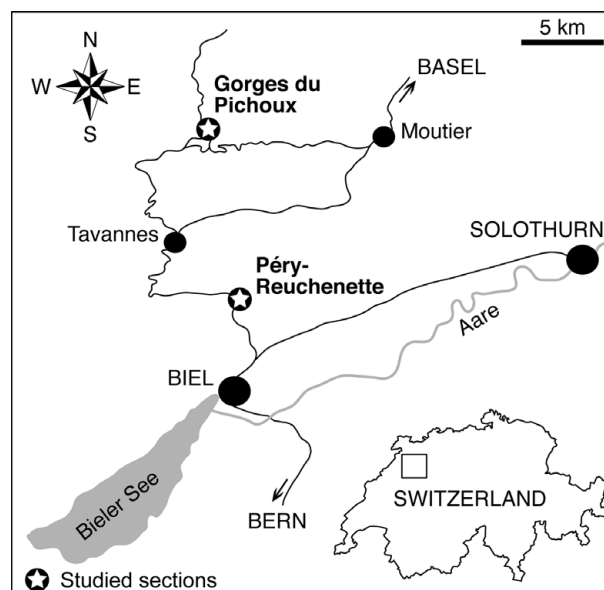 5 km
N
W
E
S
BASEL
Gorges du
Pichoux
Moutier
Tavannes
SOLOTHURN
Péry-
Reuchenette
Aare
BIEL
Bieler See
SWITZERLAND
BERN
Studied sections